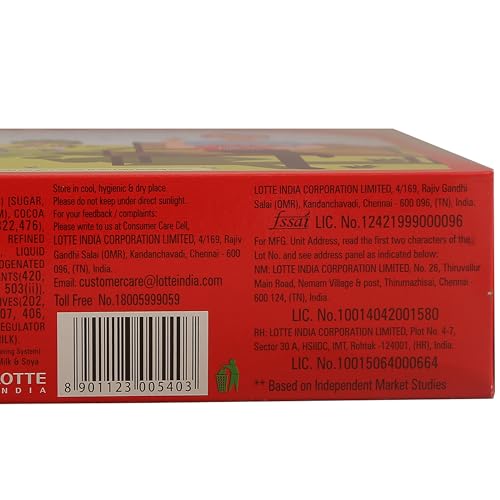 ) (SUGAR,
M), COCOA
322,476),
REFINED
LIQUID
OGENATED
ENTS(420,
503(ii)),
IVES(202,
07, 406,
EGULATOR
ILK).
ering System)
Milk & Soya
LOTTE
INDIA
Store in cool, hygienic & dry place.
Please do not keep under direct sunlight.
For your feedback / complaints:
Please write to us at Consumer Care Cell,
LOTTE INDIA CORPORATION LIMITED, 4/169, Rajiv
Gandhi Salai (OMR), Kandanchavadi, Chennai - 600
096, (TN), India.
Email: customercare@lotteindia.com
Toll Free No.18005999059
8 901123 005403
LOTTE INDIA CORPORATION LIMITED, 4/169, Rajiv Gandhi
Salai (OMR), Kandanchavadi, Chennai - 600 096,(TN), India.
fssai LIC. No.12421999000096
For MFG. Unit Address, read the first two characters of the
Lot No. and see address panel as indicated below:
NM: LOTTE INDIA CORPORATION LIMITED, No. 26, Thiruvallur
Main Road, Nemam Village & post, Thirumazhisai, Chennai-
600 124, (TN), India.
LIC. No.10014042001580
RH: LOTTE INDIA CORPORATION LIMITED, Plot No. 4-7,
Sector 30 A, HSIIDC, IMT, Rohtak -124001, (HR), India.
LIC. No.10015064000664
** Based on Independent Market Studies